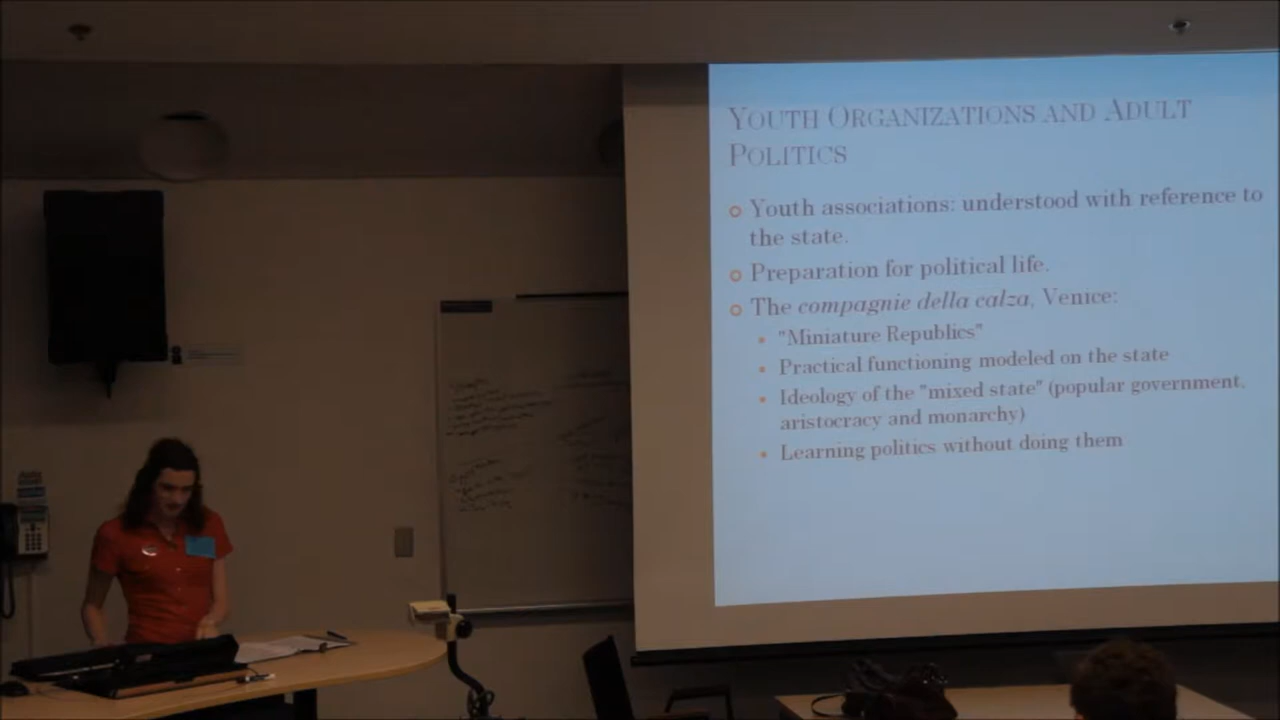 YOUTH ORGANIZATIONS AND ADULT
POLITICS
Youth associations: understood with reference to
the state.
Preparation for political life.
The compagnie della calza, Venice:
"Miniature Republics"
Practical functioning modeled on the state
Ideology of the "mixed state" (popular government,
aristocracy and monarchy)
Learning politics without doing them